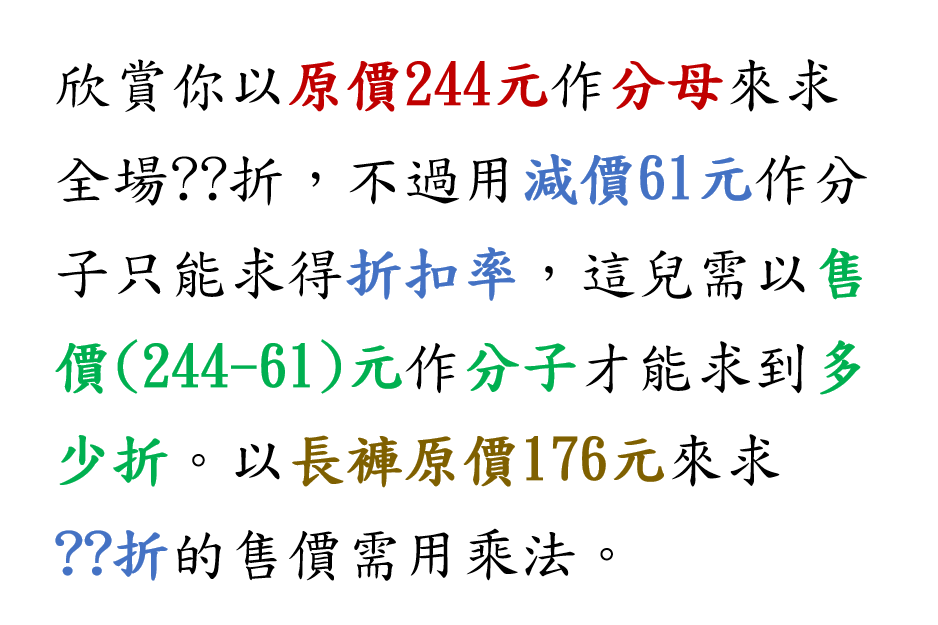 欣賞你以原價244元作分母來求
全場??折，不過用減價61元作分
子只能求得折扣率，這兒需以售
價(244-61)元作分子才能求到多
少折。以長褲原價176元來求
??折的售價需用乘法。